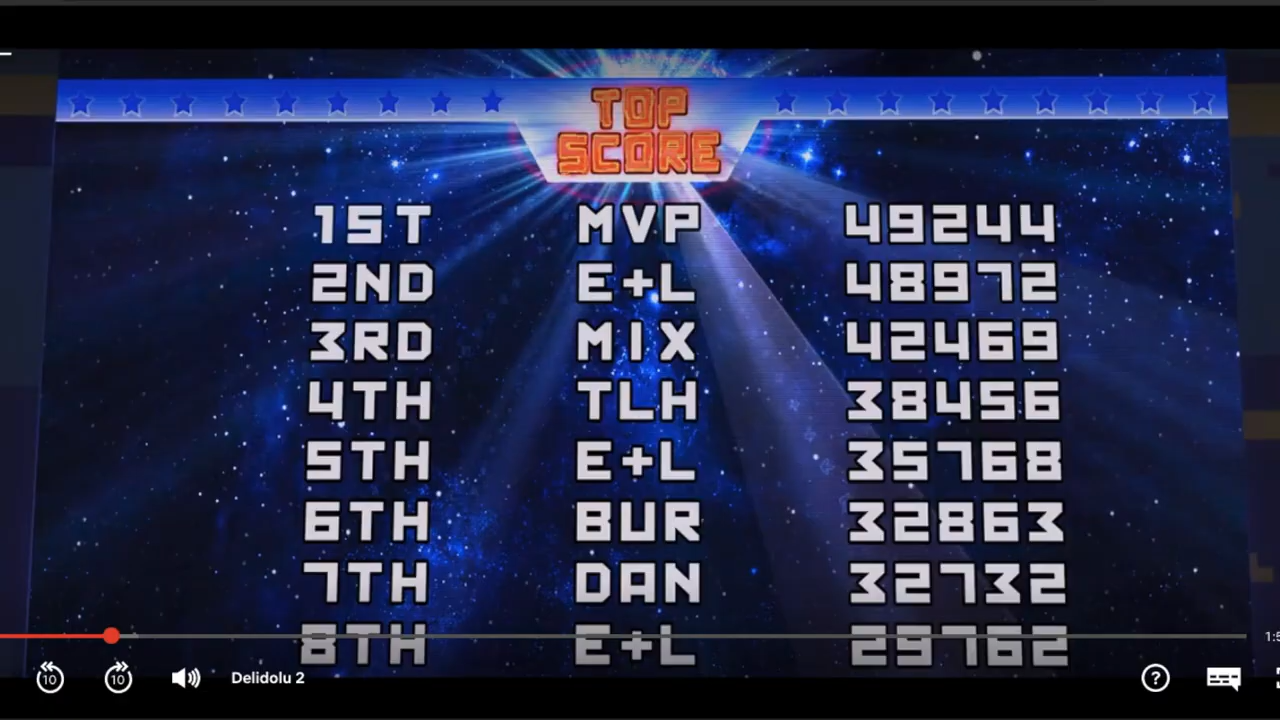 TOP
SCORE
1ST MVP 49244
2ND E+L 48972
3RD MIX 42469
4TH TLH 38456
5TH E+L 35768
6TH BUR 32863
7TH DAN 32732
8TH E+L 29762
10 10 Delidolu 2 ?